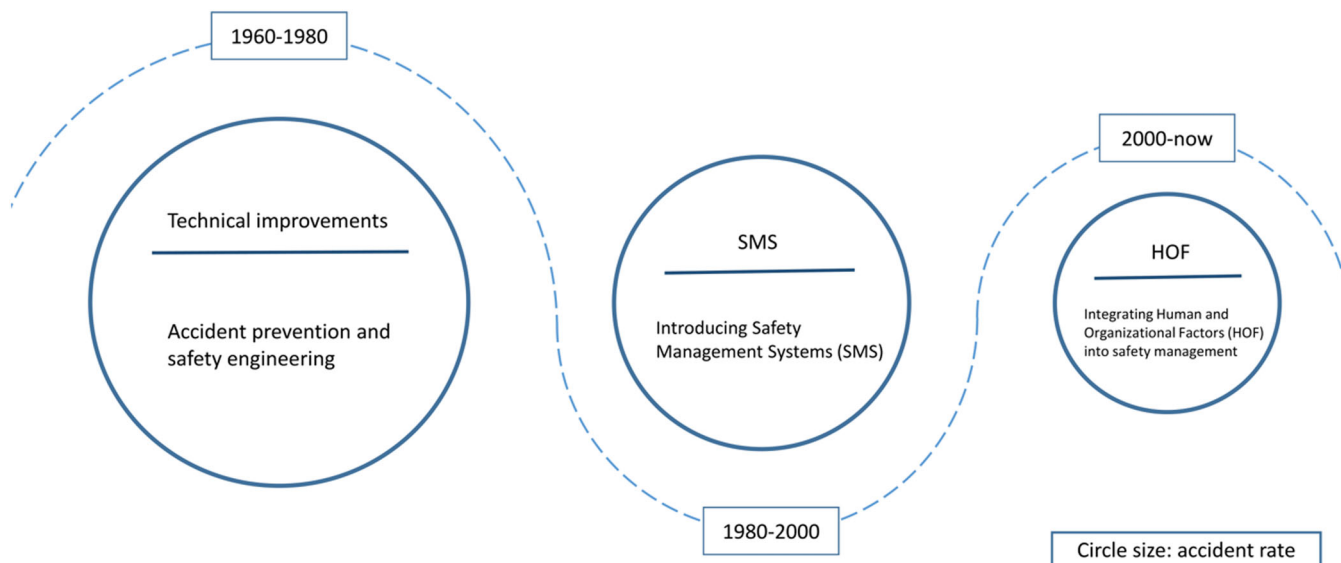 1960-1980
Technical improvements
Accident prevention and
safety engineering
SMS
Introducing Safety
Management Systems (SMS)
1980-2000
2000-now
HOF
Integrating Human and
Organizational Factors (HOF)
into safety management
Circle size: accident rate